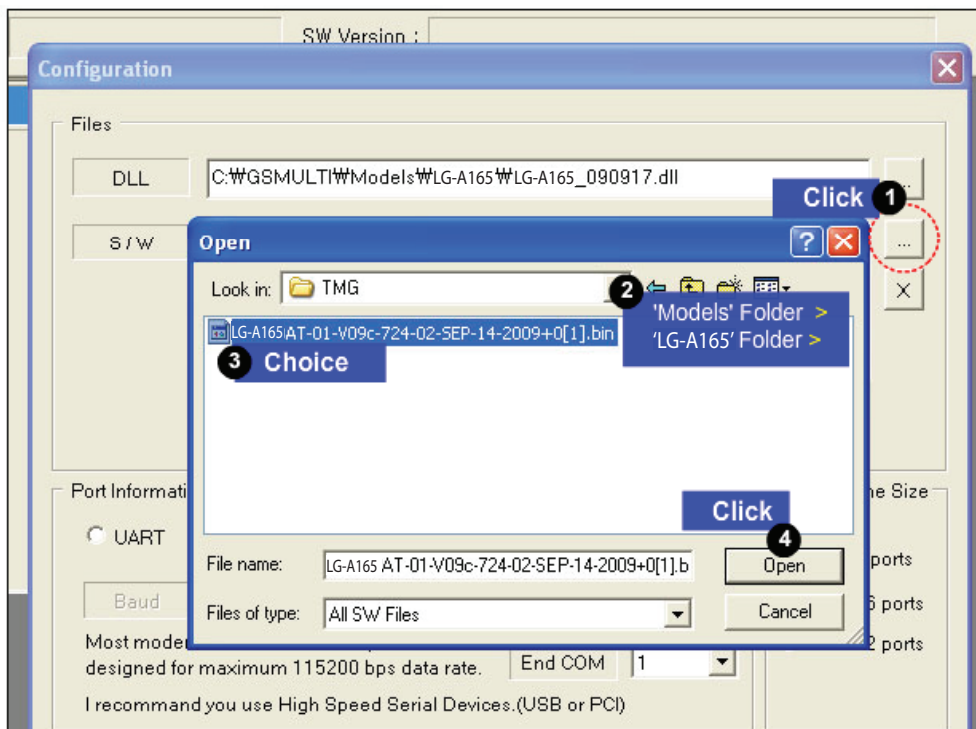 SW Version :
Configuration
Files
DLL
C:₩GSMULTI₩Models₩LG-A165₩LG-A165_090917.dll
...
Click 1
S / W
...
Open
Look in: TMG
2
'Models' Folder >
'LG-A165' Folder >
X
LG-A165\AT-01-V09c-724-02-SEP-14-2009+0[1].bin
3 Choice
Port Informati
ne Size
UART
Click
4
File name: LG-A165 AT-01-V09c-724-02-SEP-14-2009+0[1].b
Open
ports
Baud
Files of type: All SW Files
Cancel
6 ports
Most moder
2 ports
designed for maximum 115200 bps data rate.
End COM 1
I recommand you use High Speed Serial Devices.(USB or PCI)